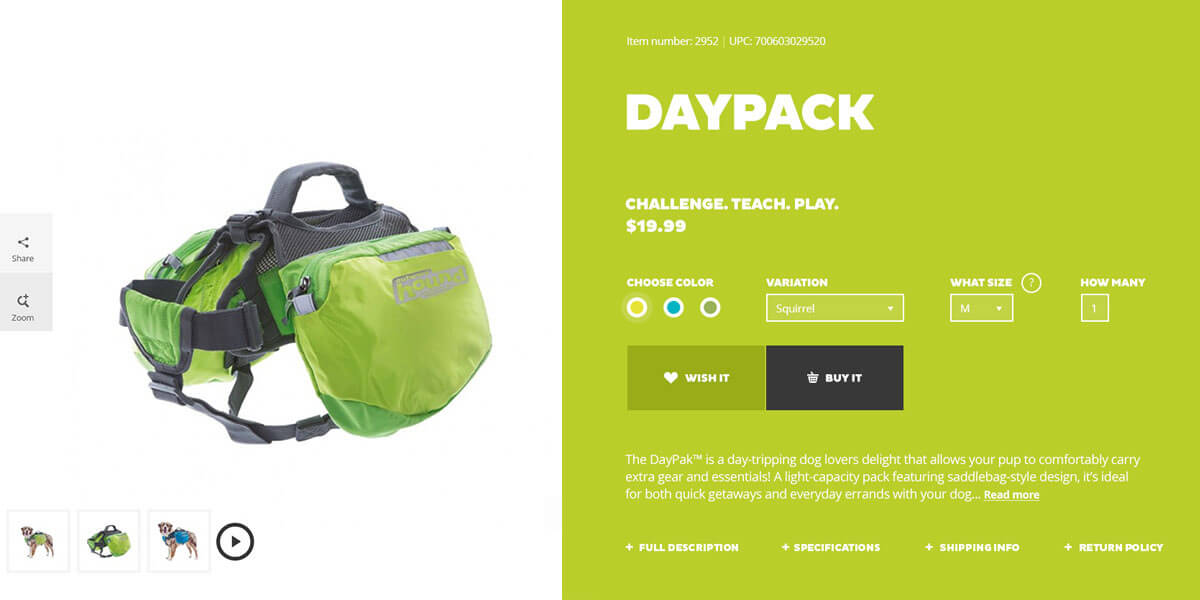 Item number: 2952 | UPC: 700603029520
DAYPACK
CHALLENGE. TEACH. PLAY.
$19.99
Share
Zoom
CHOOSE COLOR
VARIATION
WHAT SIZE ?
HOW MANY
Squirrel
M
1
WISH IT
BUY IT
The DayPak™ is a day-tripping dog lovers delight that allows your pup to comfortably carry
extra gear and essentials! A light-capacity pack featuring saddlebag-style design, it's ideal
for both quick getaways and everyday errands with your dog... Read more
+ FULL DESCRIPTION
+ SPECIFICATIONS
+ SHIPPING INFO
+ RETURN POLICY